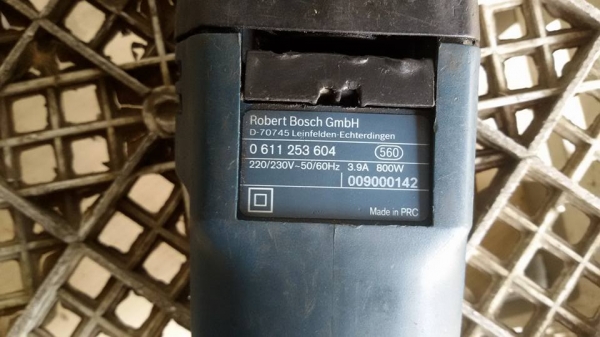 Robert Bosch GmbH
D-70745 Leinfelden-Echterdingen
0 611 253 604 560
220/230V~50/60Hz 3.9A 800W
009000142
Made in PRC